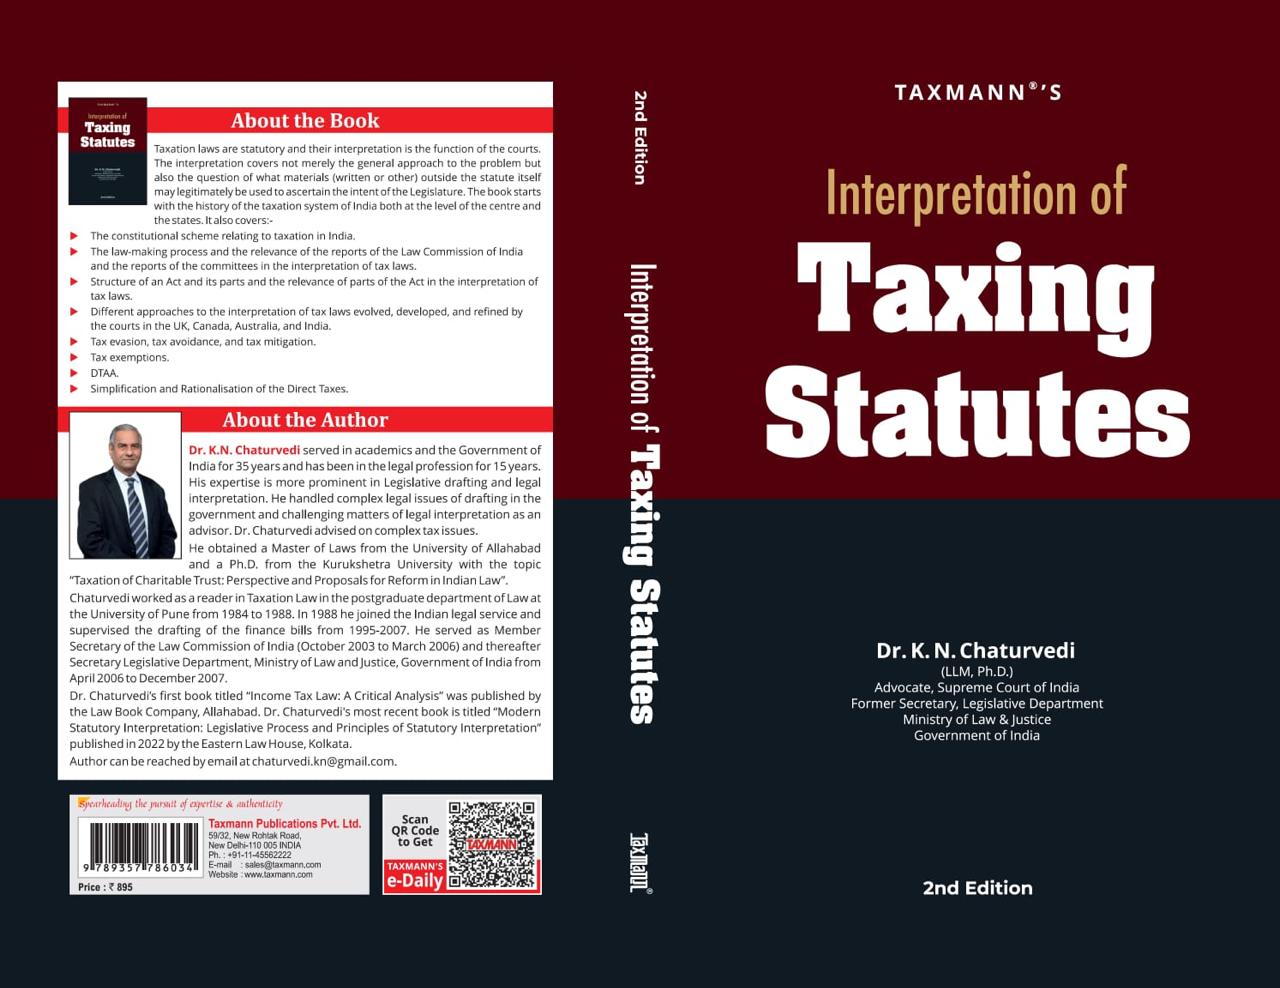 About the Book
Taxation laws are statutory and their interpretation is the function of the courts.
The interpretation covers not merely the general approach to the problem but
also the question of what materials (written or other) outside the statute itself
may legitimately be used to ascertain the intent of the Legislature. The book starts
with the history of the taxation system of India both at the level of the centre and
the states. It also covers:-
The constitutional scheme relating to taxation in India.
The law-making process and the relevance of the reports of the Law Commission of India
and the reports of the committees in the interpretation of tax laws.
Structure of an Act and its parts and the relevance of parts of the Act in the interpretation of
tax laws.
Different approaches to the interpretation of tax laws evolved, developed, and refined by
the courts in the UK, Canada, Australia, and India.
Tax evasion, tax avoidance, and tax mitigation.
Tax exemptions.
DTAA.
Simplification and Rationalisation of the Direct Taxes.
Interpretation of
Taxing
Statutes
About the Author
Dr. K.N. Chaturvedi served in academics and the Government of
India for 35 years and has been in the legal profession for 15 years.
His expertise is more prominent in Legislative drafting and legal
interpretation. He handled complex legal issues of drafting in the
government and challenging matters of legal interpretation as an
advisor. Dr. Chaturvedi advised on complex tax issues.
He obtained a Master of Laws from the University of Allahabad
and a Ph.D. from the Kurukshetra University with the topic
“Taxation of Charitable Trust: Perspective and Proposals for Reform in Indian Law”.
Chaturvedi worked as a reader in Taxation Law in the postgraduate department of Law at
the University of Pune from 1984 to 1988. In 1988 he joined the Indian legal service and
supervised the drafting of the finance bills from 1995-2007. He served as Member
Secretary of the Law Commission of India (October 2003 to March 2006) and thereafter
Secretary Legislative Department, Ministry of Law and Justice, Government of India from
April 2006 to December 2007.
Dr. Chaturvedi's first book titled “Income Tax Law: A Critical Analysis” was published by
the Law Book Company, Allahabad. Dr. Chaturvedi's most recent book is titled “Modern
Statutory Interpretation: Legislative Process and Principles of Statutory Interpretation”
published in 2022 by the Eastern Law House, Kolkata.
Author can be reached by email at chaturvedi.kn@gmail.com.
Spearheading the pursuit of expertise & authenticity
9 789357 786034
Price : ₹ 895
Taxmann Publications Pvt. Ltd.
59/32, New Rohtak Road,
New Delhi-110 005 INDIA
Ph. : +91-11-45562222
E-mail : sales@taxmann.com
Website : www.taxmann.com
Scan
QR Code
to Get
TAXMANN'S
e-Daily
TAXMANN
2nd Edition
Interpretation of Taxing Statutes
Taxmann®
TAXMANN®'S
Interpretation of
Taxing
Statutes
Dr. K. N. Chaturvedi
(LLM, Ph.D.)
Advocate, Supreme Court of India
Former Secretary, Legislative Department
Ministry of Law & Justice
Government of India
2nd Edition